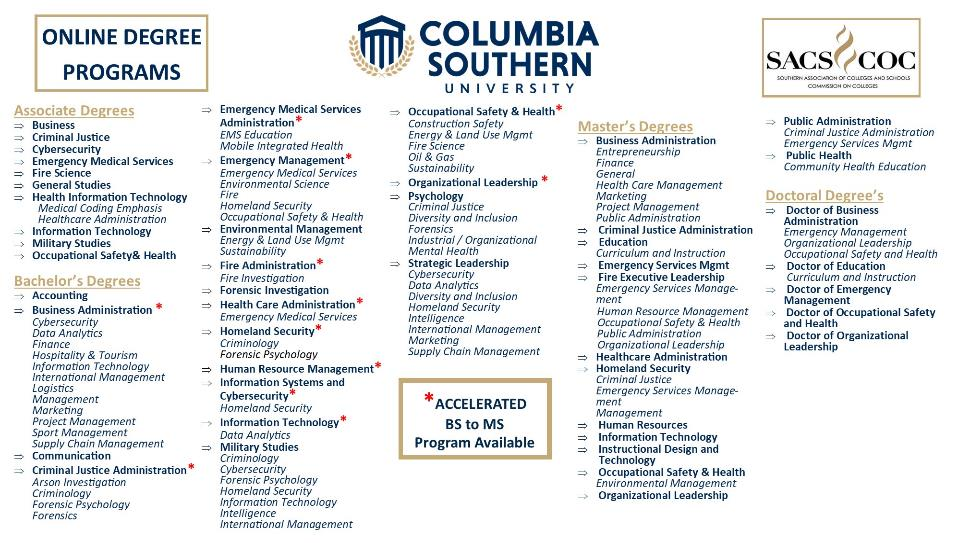 ONLINE DEGREE
PROGRAMS
COLUMBIA
SOUTHERN
UNIVERSITY
SACS COC
SOUTHERN ASSOCIATION OF COLLEGES AND SCHOOLS
COMMISSION ON COLLEGES
Associate Degrees
⇒ Business
⇒ Criminal Justice
⇒ Cybersecurity
⇒ Emergency Medical Services
⇒ Fire Science
⇒ General Studies
⇒ Health Information Technology
Medical Coding Emphasis
Healthcare Administration
⇒ Information Technology
⇒ Military Studies
⇒ Occupational Safety& Health
Bachelor's Degrees
⇒ Accounting
⇒ Business Administration *
Cybersecurity
Data Analytics
Finance
Hospitality & Tourism
Information Technology
International Management
Logistics
Management
Marketing
Project Management
Sport Management
Supply Chain Management
⇒ Communication
⇒ Criminal Justice Administration*
Arson Investigation
Criminology
Forensic Psychology
Forensics
⇒ Emergency Medical Services
Administration*
EMS Education
Mobile Integrated Health
⇒ Emergency Management*
Emergency Medical Services
Environmental Science
Fire
Homeland Security
Occupational Safety & Health
⇒ Environmental Management
Energy & Land Use Mgmt
Sustainability
⇒ Fire Administration*
Fire Investigation
⇒ Forensic Investigation
⇒ Health Care Administration*
Emergency Medical Services
⇒ Homeland Security*
Criminology
Forensic Psychology
⇒ Human Resource Management*
⇒ Information Systems and
Cybersecurity*
Homeland Security
⇒ Information Technology*
Data Analytics
⇒ Military Studies
Criminology
Cybersecurity
Forensic Psychology
Homeland Security
Information Technology
Intelligence
International Management
⇒ Occupational Safety & Health*
Construction Safety
Energy & Land Use Mgmt
Fire Science
Oil & Gas
Sustainability
⇒ Organizational Leadership *
⇒ Psychology
Criminal Justice
Diversity and Inclusion
Forensics
Industrial / Organizational
Mental Health
⇒ Strategic Leadership
Cybersecurity
Data Analytics
Diversity and Inclusion
Homeland Security
Intelligence
International Management
Marketing
Supply Chain Management
*ACCELERATED
BS to MS
Program Available
Master's Degrees
⇒ Business Administration
Entrepreneurship
Finance
General
Health Care Management
Marketing
Project Management
Public Administration
⇒ Criminal Justice Administration
⇒ Education
Curriculum and Instruction
⇒ Emergency Services Mgmt
⇒ Fire Executive Leadership
Emergency Services Manage-
ment
Human Resource Management
Occupational Safety & Health
Public Administration
Organizational Leadership
⇒ Healthcare Administration
⇒ Homeland Security
Criminal Justice
Emergency Services Manage-
ment
Management
⇒ Human Resources
⇒ Information Technology
⇒ Instructional Design and
Technology
⇒ Occupational Safety & Health
Environmental Management
⇒ Organizational Leadership
⇒ Public Administration
Criminal Justice Administration
Emergency Services Mgmt
⇒ Public Health
Community Health Education
Doctoral Degree's
⇒ Doctor of Business
Administration
Emergency Management
Organizational Leadership
Occupational Safety and Health
⇒ Doctor of Education
Curriculum and Instruction
⇒ Doctor of Emergency
Management
⇒ Doctor of Occupational Safety
and Health
⇒ Doctor of Organizational
Leadership